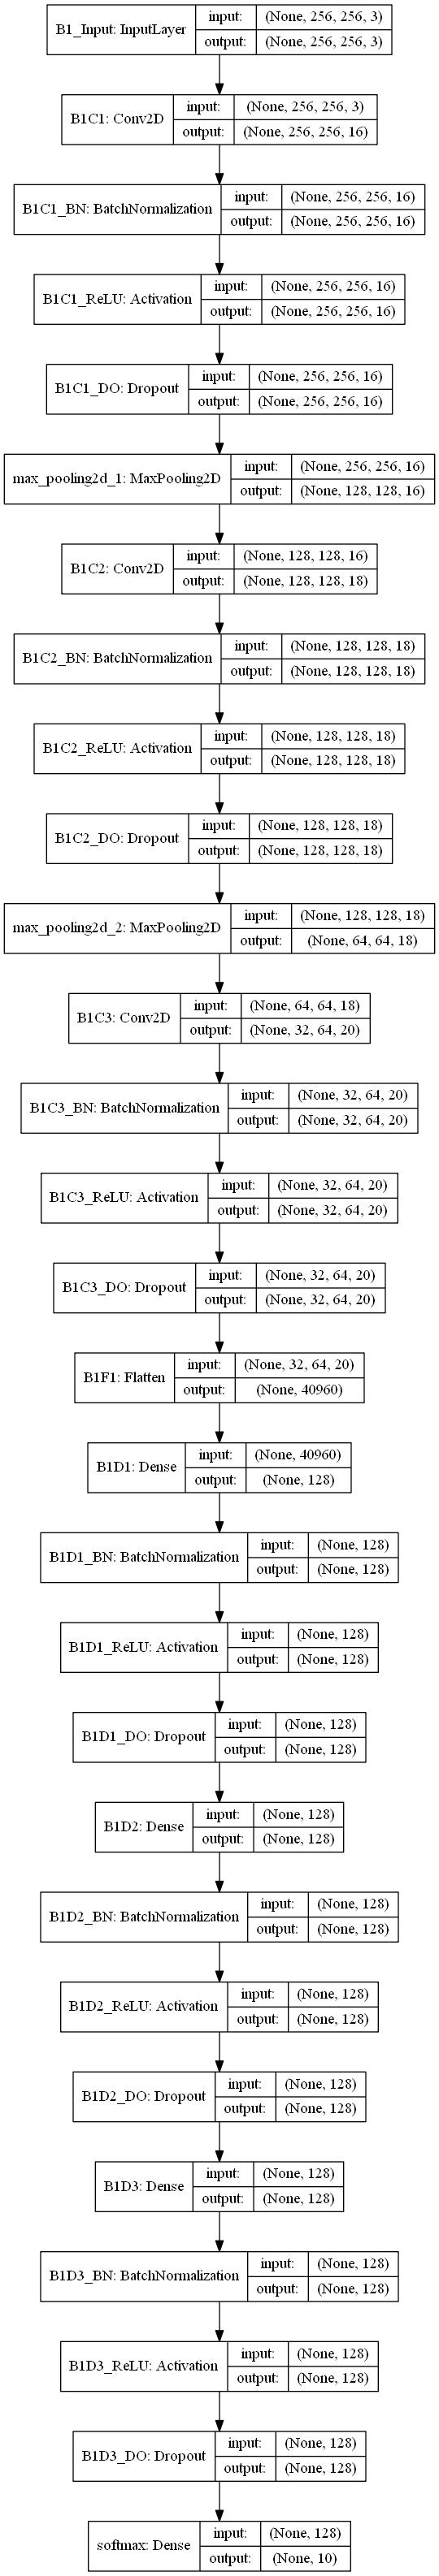 B1_Input: InputLayer
input: (None, 256, 256, 3)
output: (None, 256, 256, 3)
B1C1: Conv2D
input: (None, 256, 256, 3)
output: (None, 256, 256, 16)
B1C1_BN: BatchNormalization
input: (None, 256, 256, 16)
output: (None, 256, 256, 16)
B1C1_ReLU: Activation
input: (None, 256, 256, 16)
output: (None, 256, 256, 16)
B1C1_DO: Dropout
input: (None, 256, 256, 16)
output: (None, 256, 256, 16)
max_pooling2d_1: MaxPooling2D
input: (None, 256, 256, 16)
output: (None, 128, 128, 16)
B1C2: Conv2D
input: (None, 128, 128, 16)
output: (None, 128, 128, 18)
B1C2_BN: BatchNormalization
input: (None, 128, 128, 18)
output: (None, 128, 128, 18)
B1C2_ReLU: Activation
input: (None, 128, 128, 18)
output: (None, 128, 128, 18)
B1C2_DO: Dropout
input: (None, 128, 128, 18)
output: (None, 128, 128, 18)
max_pooling2d_2: MaxPooling2D
input: (None, 128, 128, 18)
output: (None, 64, 64, 18)
B1C3: Conv2D
input: (None, 64, 64, 18)
output: (None, 32, 64, 20)
B1C3_BN: BatchNormalization
input: (None, 32, 64, 20)
output: (None, 32, 64, 20)
B1C3_ReLU: Activation
input: (None, 32, 64, 20)
output: (None, 32, 64, 20)
B1C3_DO: Dropout
input: (None, 32, 64, 20)
output: (None, 32, 64, 20)
B1F1: Flatten
input: (None, 32, 64, 20)
output: (None, 40960)
B1D1: Dense
input: (None, 40960)
output: (None, 128)
B1D1_BN: BatchNormalization
input: (None, 128)
output: (None, 128)
B1D1_ReLU: Activation
input: (None, 128)
output: (None, 128)
B1D1_DO: Dropout
input: (None, 128)
output: (None, 128)
B1D2: Dense
input: (None, 128)
output: (None, 128)
B1D2_BN: BatchNormalization
input: (None, 128)
output: (None, 128)
B1D2_ReLU: Activation
input: (None, 128)
output: (None, 128)
B1D2_DO: Dropout
input: (None, 128)
output: (None, 128)
B1D3: Dense
input: (None, 128)
output: (None, 128)
B1D3_BN: BatchNormalization
input: (None, 128)
output: (None, 128)
B1D3_ReLU: Activation
input: (None, 128)
output: (None, 128)
B1D3_DO: Dropout
input: (None, 128)
output: (None, 128)
softmax: Dense
input: (None, 128)
output: (None, 10)